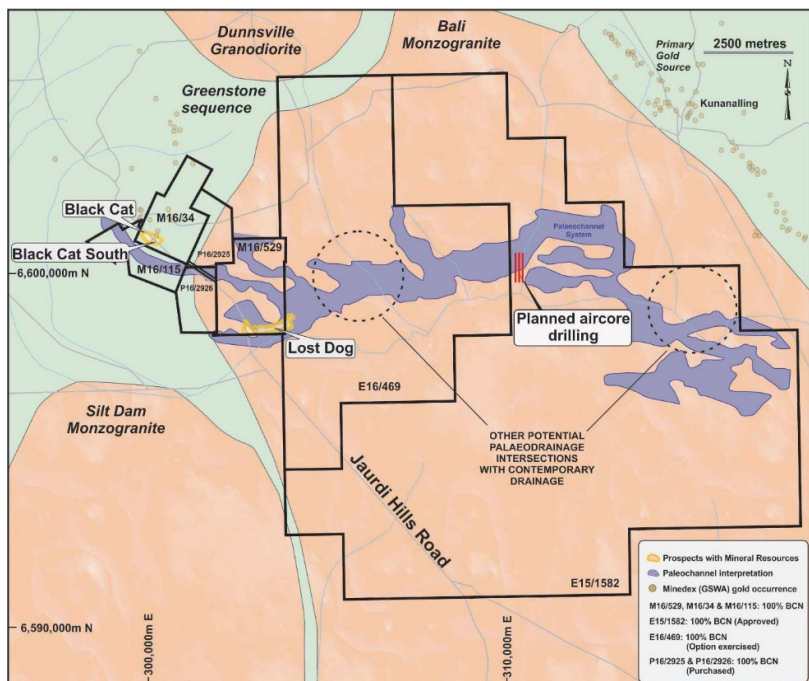 Dunnsville
Granodiorite
Bali
Monzogranite
Primary
Gold
Source
2500 metres
N
Kunanalling
Greenstone
sequence
Black Cat
M16/34
Black Cat South
P16/2925
M16/529
M16/115
P16/2926
Palaeochannel
System
6,600,000m N
Planned aircore
drilling
Lost Dog
E16/469
Silt Dam
Monzogranite
OTHER POTENTIAL
PALAEODRAINAGE
INTERSECTIONS
WITH CONTEMPORARY
DRAINAGE
Jaurdi Hills Road
E15/1582
6,590,000m N
300,000m E
310,000m E
Prospects with Mineral Resources
Paleochannel interpretation
Minedex (GSWA) gold occurrence
M16/529, M16/34 & M16/115: 100% BCN
E15/1582: 100% BCN (Approved)
E16/469: 100% BCN
(Option exercised)
P16/2925 & P16/2926: 100% BCN
(Purchased)